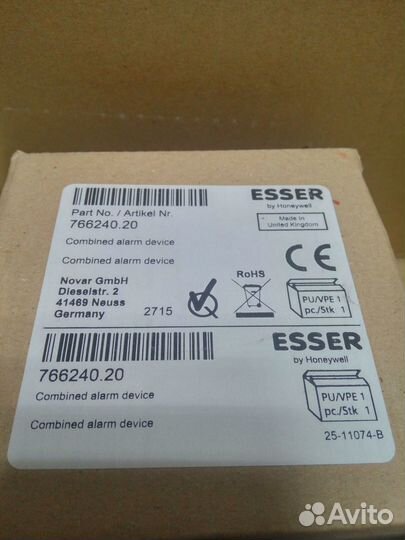 ESSER
by Honeywell
Part No. / Artikel Nr.
766240.20
Made in
United Kingdom
Combined alarm device
Combined alarm device
CE
RoHS
Novar GmbH
Dieselstr. 2
41469 Neuss
Germany
2715
PU/VPE 1
pc./Stk 1
ESSER
by Honeywell
766240.20
Combined alarm device
Combined alarm device
PU/VPE 1
pc./Stk 1
25-11074-B
Avito